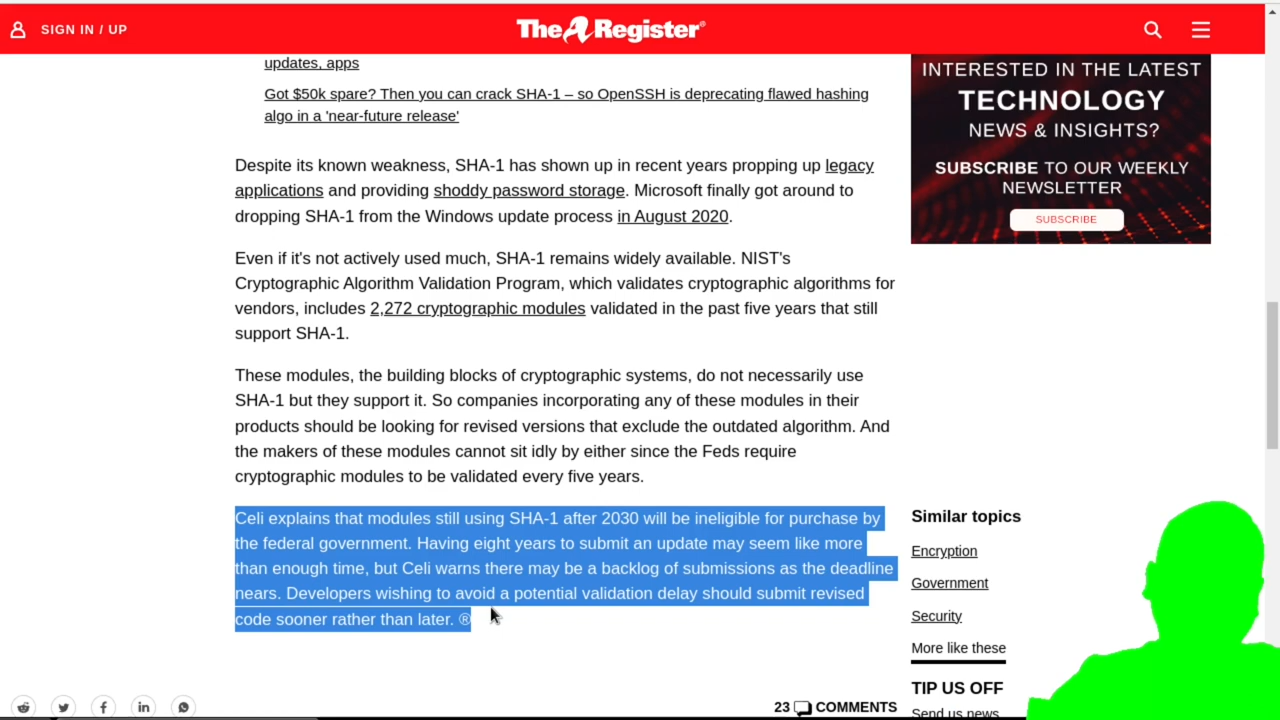 SIGN IN / UP
The Register®
updates, apps
Got $50k spare? Then you can crack SHA-1 – so OpenSSH is deprecating flawed hashing
algo in a 'near-future release'
Despite its known weakness, SHA-1 has shown up in recent years propping up legacy
applications and providing shoddy password storage. Microsoft finally got around to
dropping SHA-1 from the Windows update process in August 2020.
Even if it's not actively used much, SHA-1 remains widely available. NIST's
Cryptographic Algorithm Validation Program, which validates cryptographic algorithms for
vendors, includes 2,272 cryptographic modules validated in the past five years that still
support SHA-1.
These modules, the building blocks of cryptographic systems, do not necessarily use
SHA-1 but they support it. So companies incorporating any of these modules in their
products should be looking for revised versions that exclude the outdated algorithm. And
the makers of these modules cannot sit idly by either since the Feds require
cryptographic modules to be validated every five years.
Celi explains that modules still using SHA-1 after 2030 will be ineligible for purchase by
the federal government. Having eight years to submit an update may seem like more
than enough time, but Celi warns there may be a backlog of submissions as the deadline
nears. Developers wishing to avoid a potential validation delay should submit revised
code sooner rather than later. ®
23 COMMENTS
INTERESTED IN THE LATEST
TECHNOLOGY
NEWS & INSIGHTS?
SUBSCRIBE TO OUR WEEKLY
NEWSLETTER
SUBSCRIBE
Similar topics
Encryption
Government
Security
More like these
TIP US OFF
Send us news